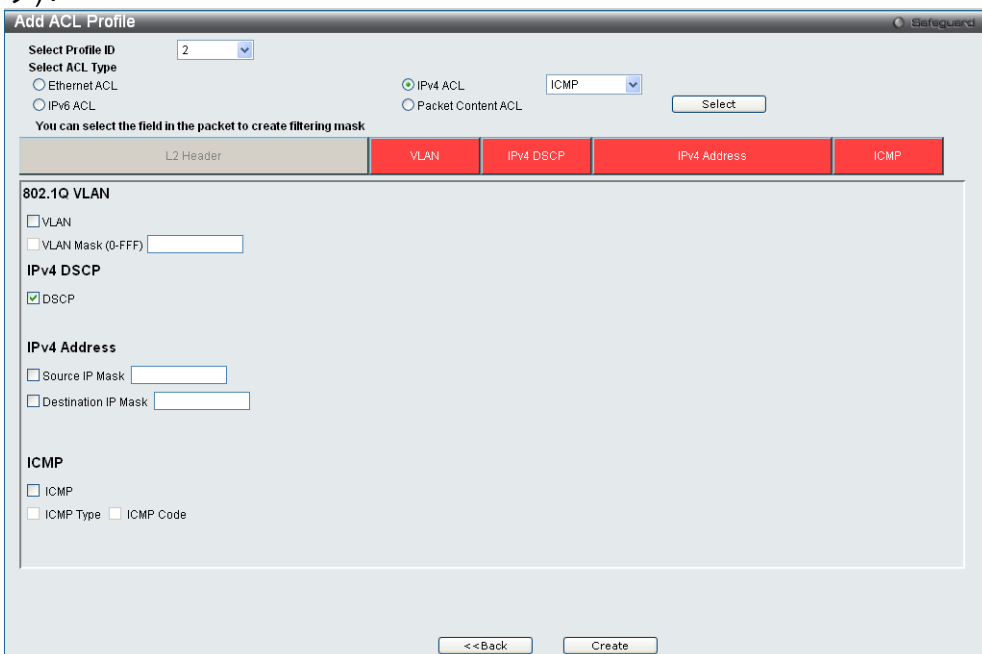 Add ACL Profile
Safeguard
Select Profile ID 2
Select ACL Type
Ethernet ACL IPv4 ACL ICMP
IPv6 ACL Packet Content ACL Select
You can select the field in the packet to create filtering mask
L2 Header VLAN IPv4 DSCP IPv4 Address ICMP
802.1Q VLAN
VLAN
VLAN Mask (0-FFF)
IPv4 DSCP
DSCP
IPv4 Address
Source IP Mask
Destination IP Mask
ICMP
ICMP
ICMP Type ICMP Code
<<Back Create